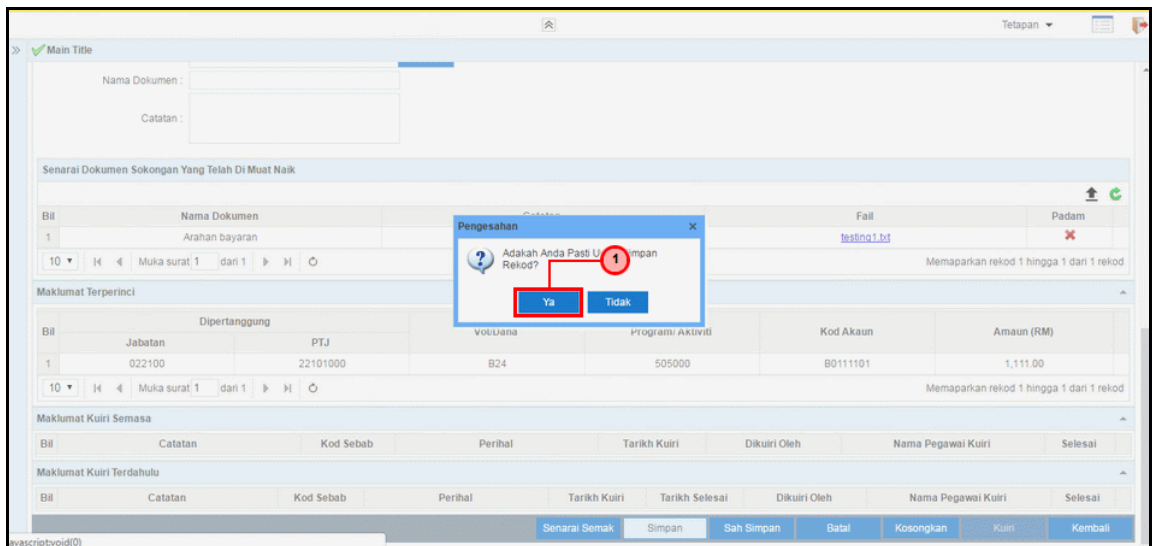 Tetapan
Main Title
Nama Dokumen :
Catatan :
Senarai Dokumen Sokongan Yang Telah Di Muat Naik
Bil Nama Dokumen Catatan Fail Padam
1 Arahan bayaran testing1.txt
10 Muka surat 1 dari 1 Memaparkan rekod 1 hingga 1 dari 1 rekod
Pengesahan
Adakah Anda Pasti impan
Rekod?
1
Ya Tidak
Maklumat Terperinci
Bil Dipertanggung Vot/Dana Program/ Aktiviti Kod Akaun Amaun (RM)
Jabatan PTJ
1 022100 22101000 B24 505000 B0111101 1,111.00
10 Muka surat 1 dari 1 Memaparkan rekod 1 hingga 1 dari 1 rekod
Maklumat Kuiri Semasa
Bil Catatan Kod Sebab Perihal Tarikh Kuiri Dikuiri Oleh Nama Pegawai Kuiri Selesai
Maklumat Kuiri Terdahulu
Bil Catatan Kod Sebab Perihal Tarikh Kuiri Tarikh Selesai Dikuiri Oleh Nama Pegawai Kuiri Selesai
Senarai Semak Simpan Sah Simpan Batal Kosongkan Kuiri Kembali
avascript:void(0)